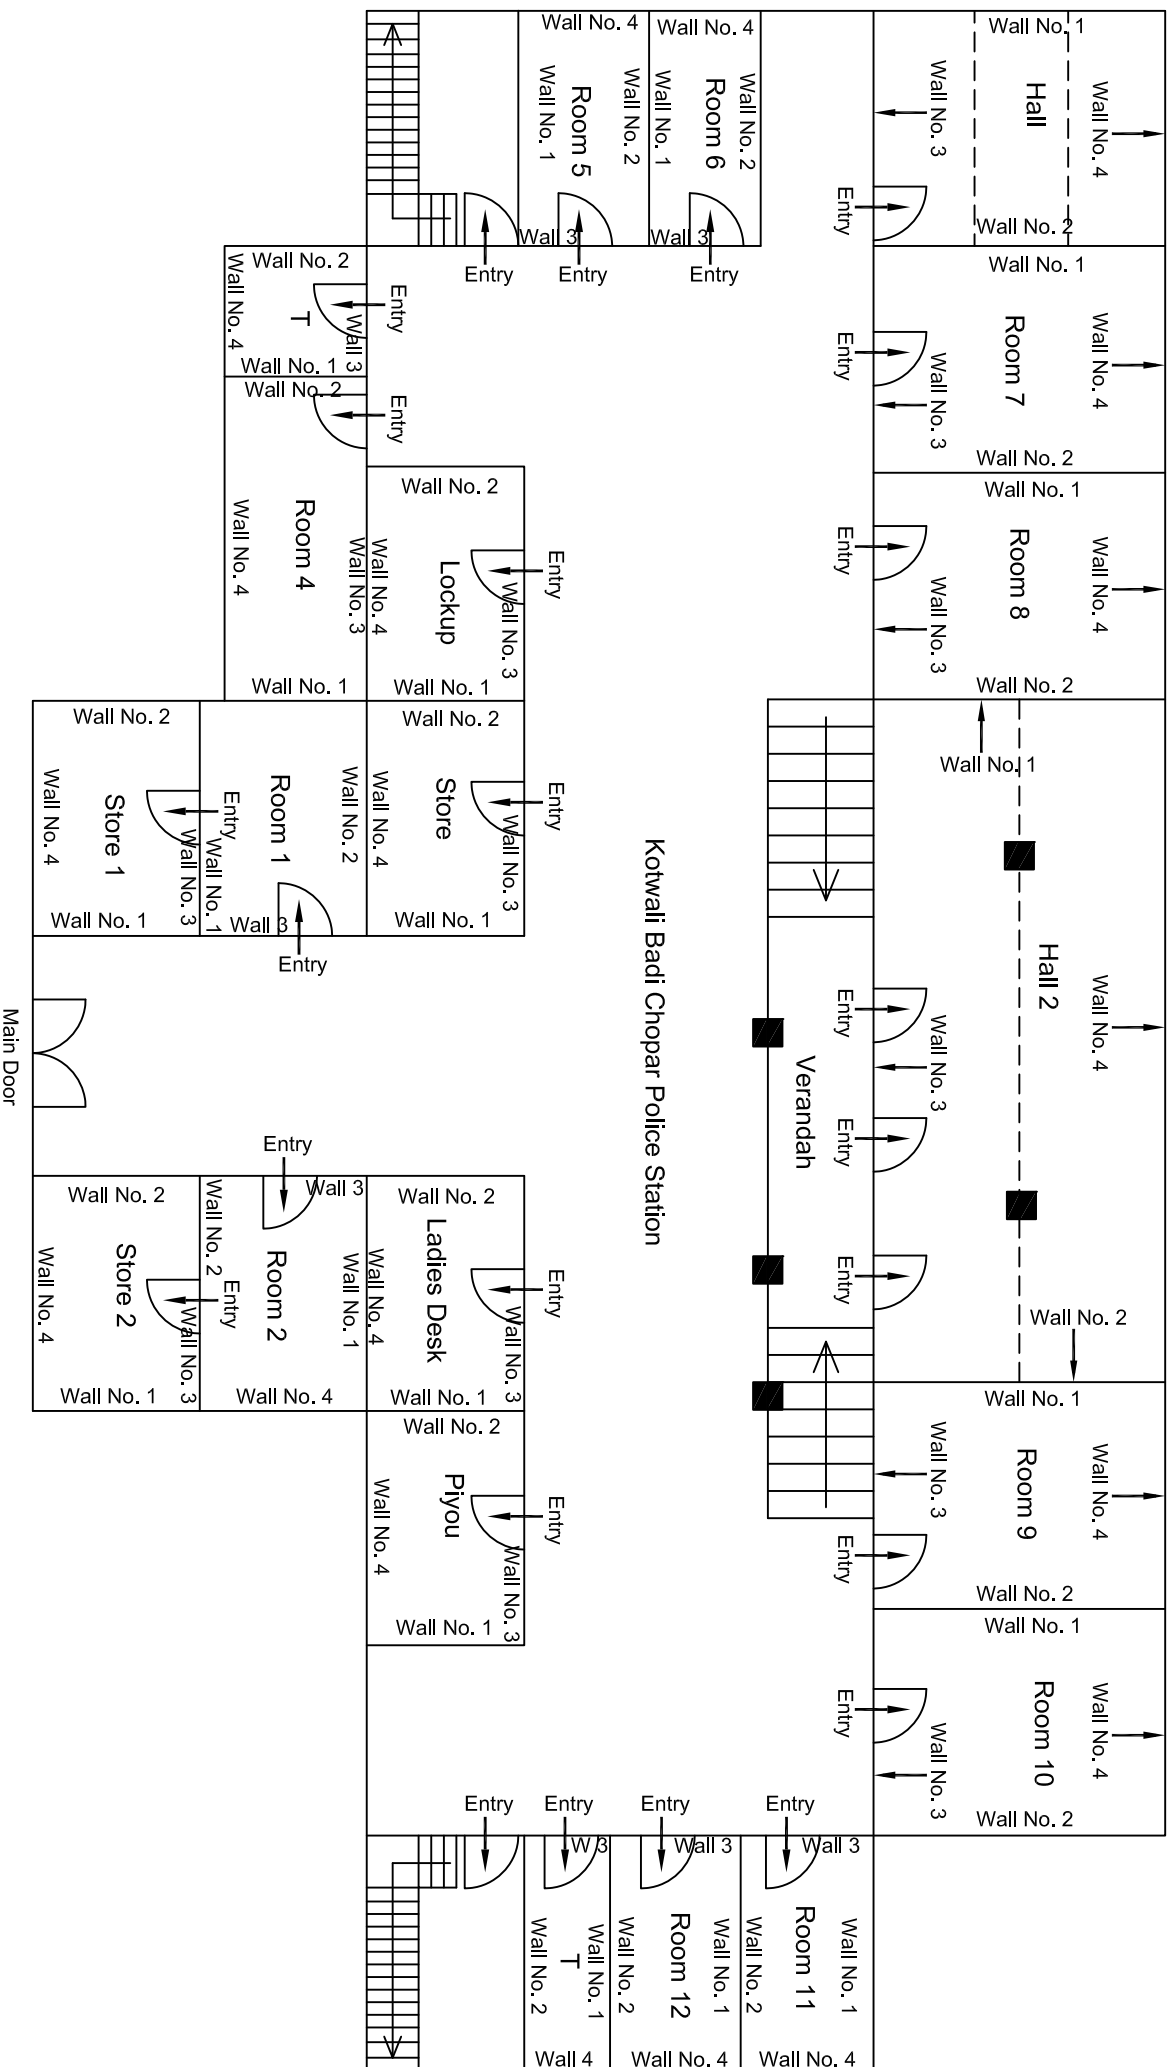 Wall No. 4
Wall No. 1
Room 5
Wall No. 2
Wall 3
Entry
Entry
Wall No. 4
Wall No. 1
Room 6
Wall No. 2
Wall 3
Entry
Wall No. 1
Hall
Wall No. 3
Wall No. 4
Wall No. 2
Entry
Wall No. 2
Wall No. 4
T
Wall 3
Wall No. 1
Entry
Wall No. 2
Entry
Room 4
Wall No. 4
Wall No. 3
Wall No. 1
Wall No. 2
Lockup
Wall No. 4
Wall No. 3
Wall No. 1
Entry
Wall No. 1
Room 7
Wall No. 4
Wall No. 3
Wall No. 2
Entry
Wall No. 1
Room 8
Wall No. 4
Wall No. 3
Wall No. 2
Entry
Wall No. 2
Store 1
Wall No. 4
Wall No. 3
Wall No. 1
Entry
Room 1
Wall No. 2
Wall No. 1
Wall 3
Entry
Wall No. 2
Store
Wall No. 4
Wall No. 3
Wall No. 1
Entry
Kotwali Badi Chopar Police Station
Wall No. 1
Hall 2
Wall No. 4
Wall No. 3
Wall No. 2
Entry
Entry
Entry
Verandah
Main Door
Wall No. 2
Store 2
Wall No. 4
Wall No. 3
Wall No. 1
Entry
Entry
Wall 3
Room 2
Wall No. 2
Wall No. 1
Wall No. 4
Wall No. 2
Ladies Desk
Wall No. 4
Wall No. 3
Wall No. 1
Entry
Wall No. 2
Piyou
Wall No. 4
Wall No. 3
Wall No. 1
Entry
Wall No. 1
Room 9
Wall No. 4
Wall No. 3
Wall No. 2
Entry
Wall No. 1
Room 10
Wall No. 4
Wall No. 3
Wall No. 2
Entry
Entry
Entry
W 3
T
Wall No. 1
Wall No. 2
Wall 4
Entry
Wall 3
Room 12
Wall No. 1
Wall No. 2
Wall No. 4
Entry
Wall 3
Room 11
Wall No. 1
Wall No. 2
Wall No. 4